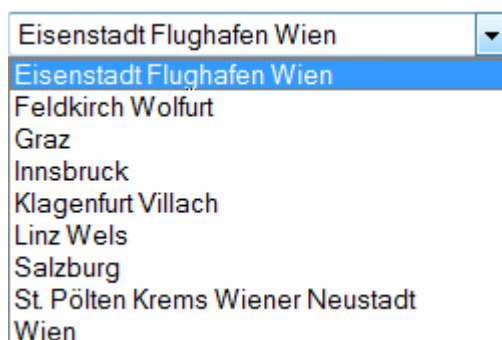 Eisenstadt Flughafen Wien
Eisenstadt Flughafen Wien
Feldkirch Wolfurt
Graz
Innsbruck
Klagenfurt Villach
Linz Wels
Salzburg
St. Pölten Krems Wiener Neustadt
Wien